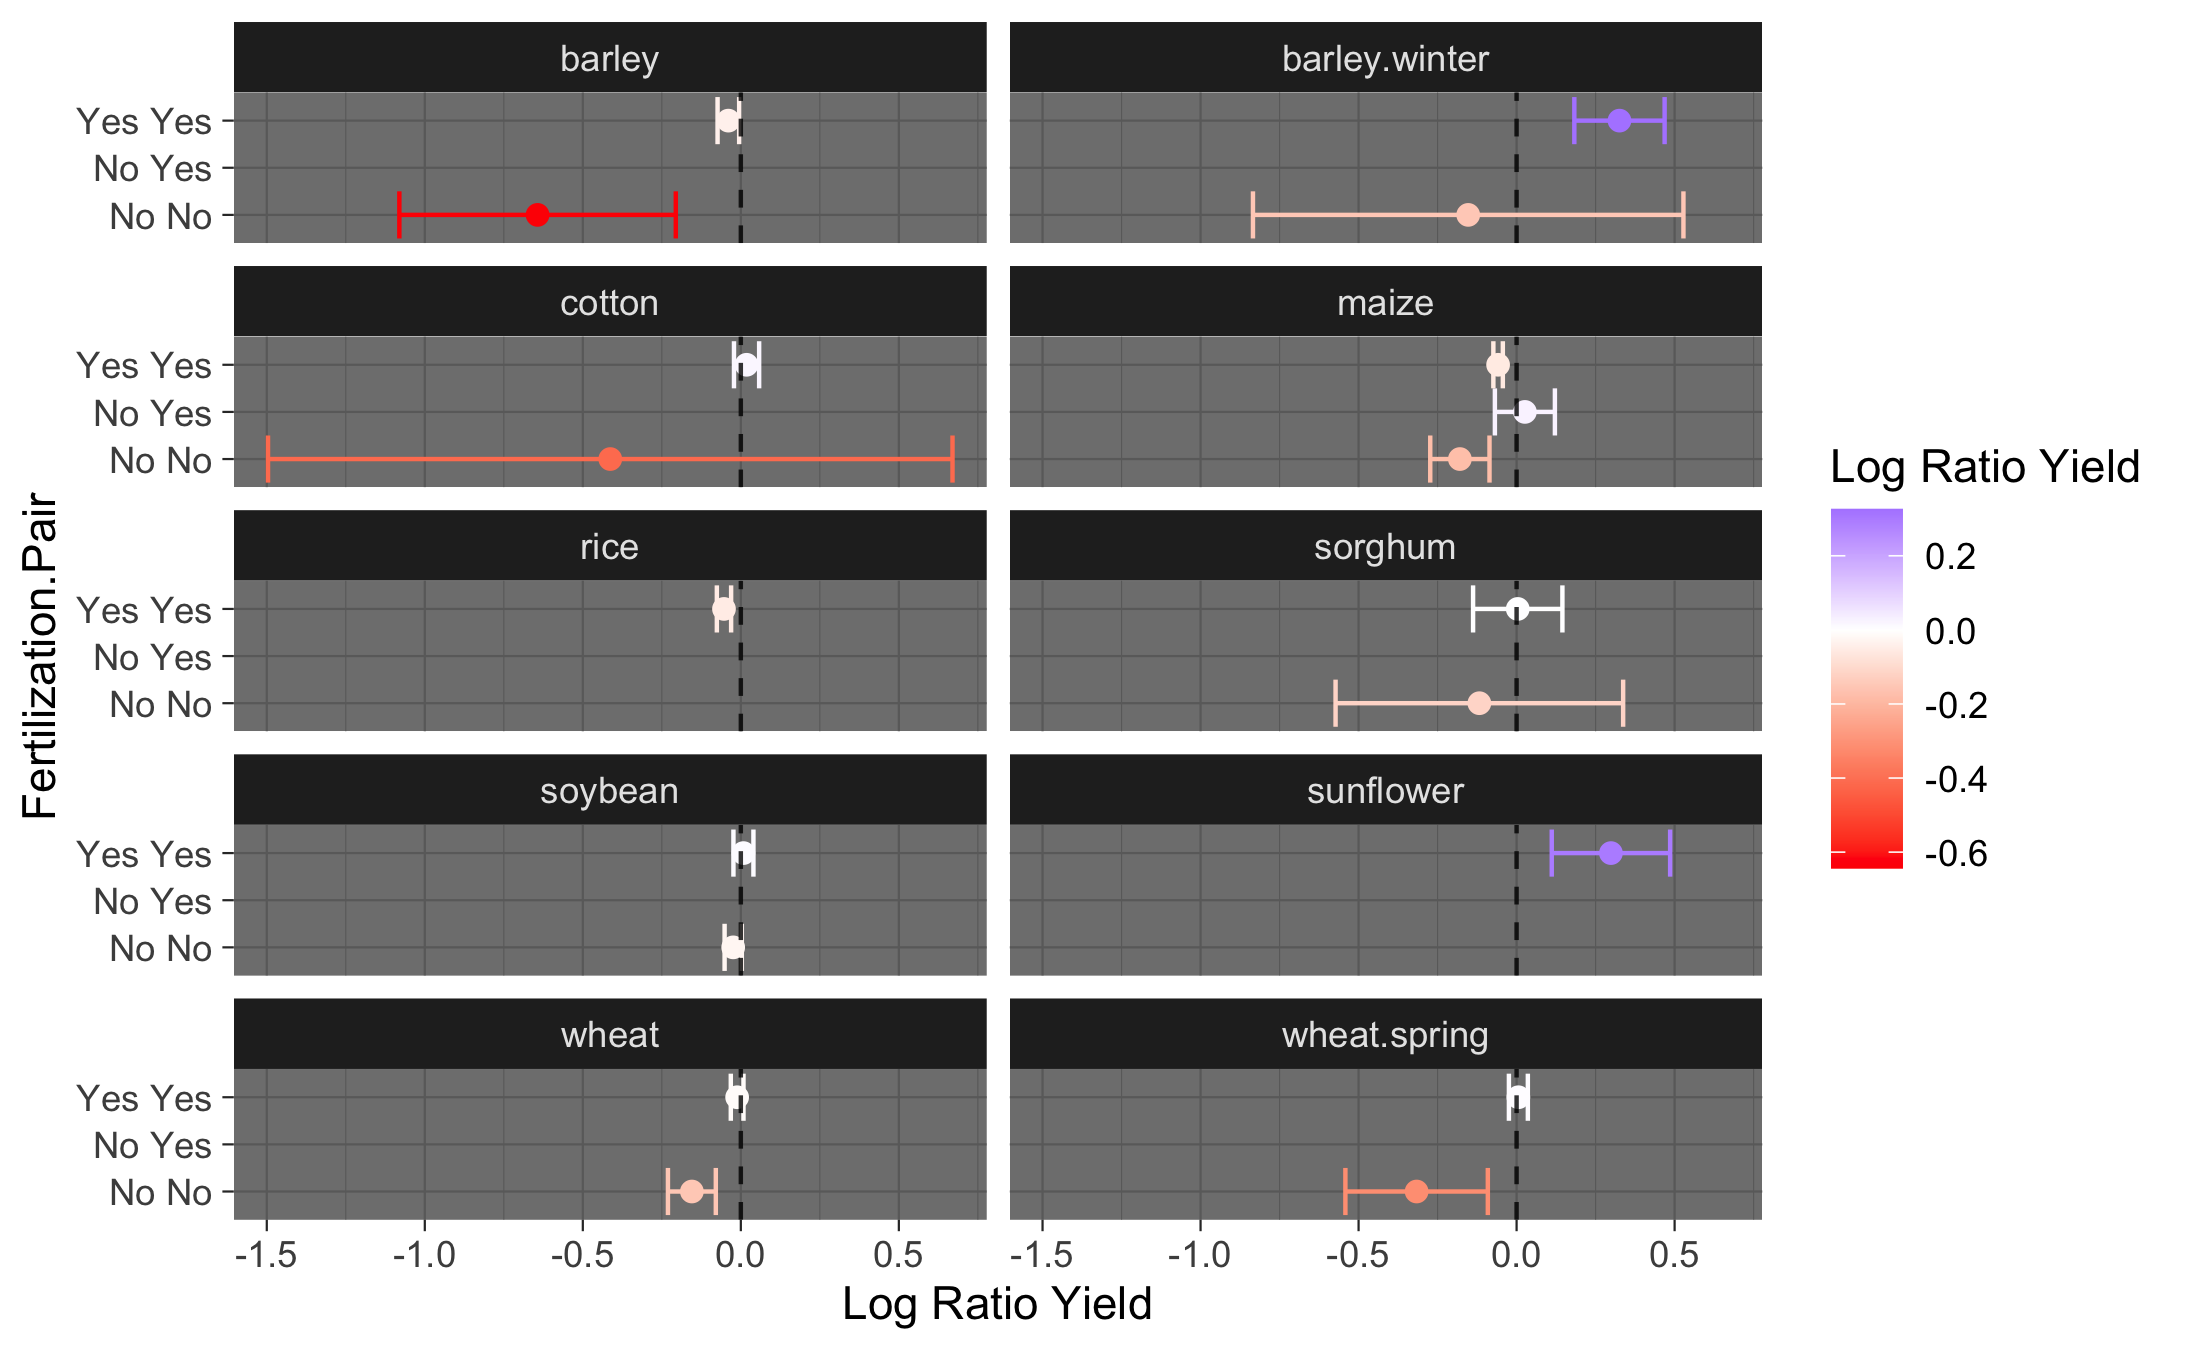 barley
barley.winter
Yes Yes
No Yes
No No
cotton
maize
Yes Yes
No Yes
No No
rice
sorghum
Yes Yes
No Yes
No No
soybean
sunflower
Yes Yes
No Yes
No No
wheat
wheat.spring
Yes Yes
No Yes
No No
-1.5 -1.0 -0.5 0.0 0.5
-1.5 -1.0 -0.5 0.0 0.5
Log Ratio Yield
Fertilization.Pair
Log Ratio Yield
0.2
0.0
-0.2
-0.4
-0.6